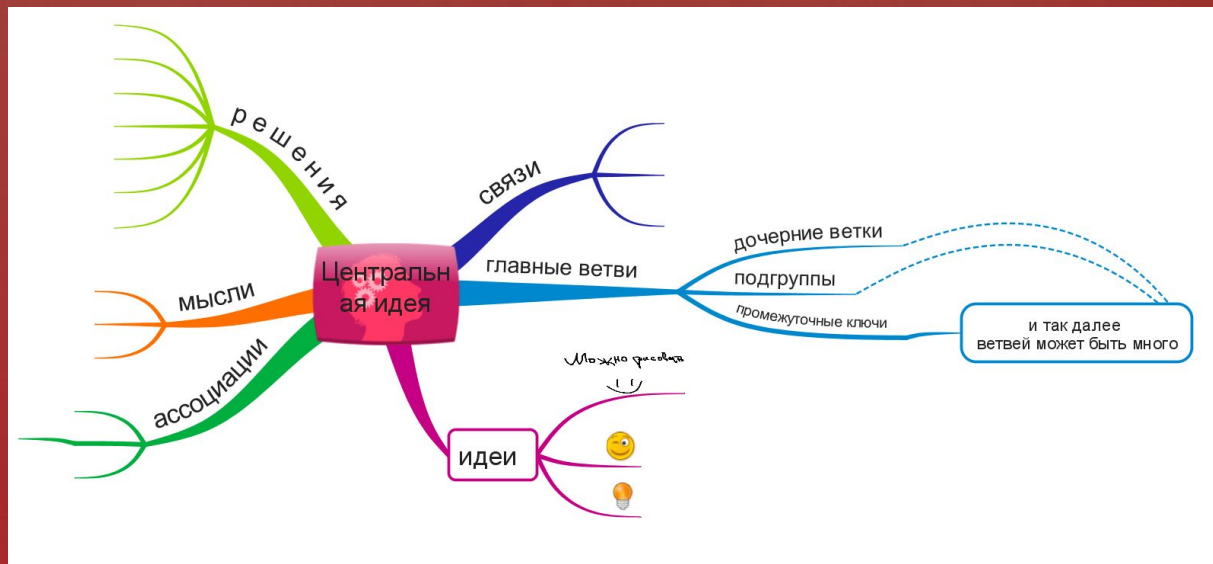 решения
связи
дочерние ветки
главные ветви
подгруппы
Центральн
ая идея
мысли
промежуточные ключи
и так далее
ветвей может быть много
ассоциации
Можно рисовать
идеи